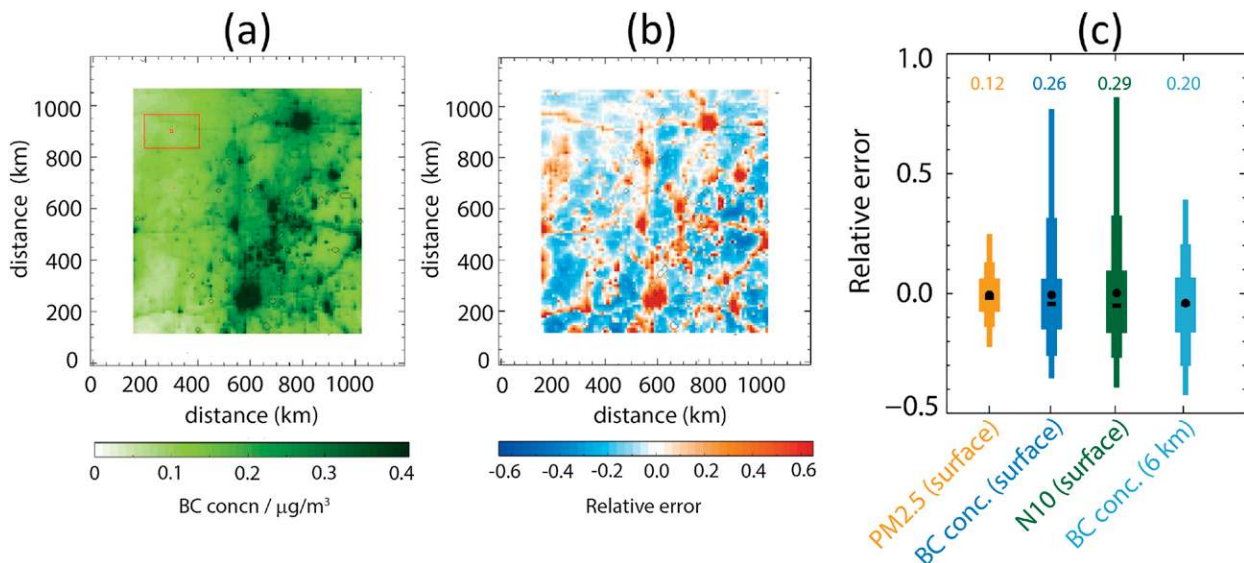 (a)
(b)
(c)
1000
800
600
400
200
0
distance (km)
0 200 400 600 800 1000
distance (km)
0 0.1 0.2 0.3 0.4
BC concn / μg/m³
1000
800
600
400
200
0
distance (km)
0 200 400 600 800 1000
distance (km)
-0.6 -0.4 -0.2 0.0 0.2 0.4 0.6
Relative error
1.0
0.5
0.0
−0.5
Relative error
0.12 0.26 0.29 0.20
PM2.5 (surface)
BC conc. (surface)
N10 (surface)
BC conc. (6 km)